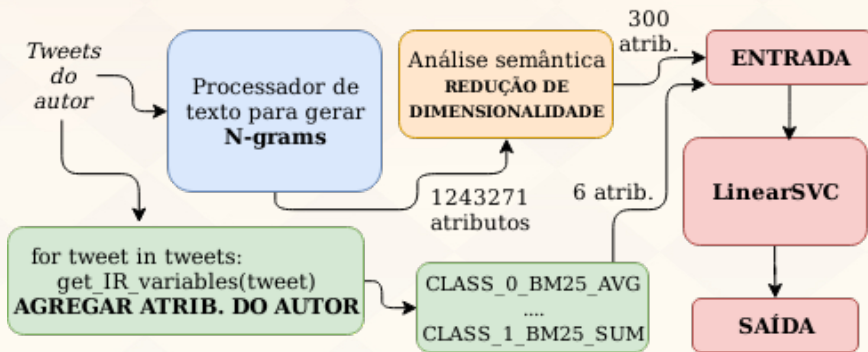 Tweets
do
autor
Processador de
texto para gerar
N-grams
Análise semântica
REDUÇÃO DE
DIMENSIONALIDADE
300
atrib.
ENTRADA
1243271
atributos
6 atrib.
LinearSVC
for tweet in tweets:
get_IR_variables(tweet)
AGREGAR ATRIB. DO AUTOR
CLASS_0_BM25_AVG
....
CLASS_1_BM25_SUM
SAÍDA